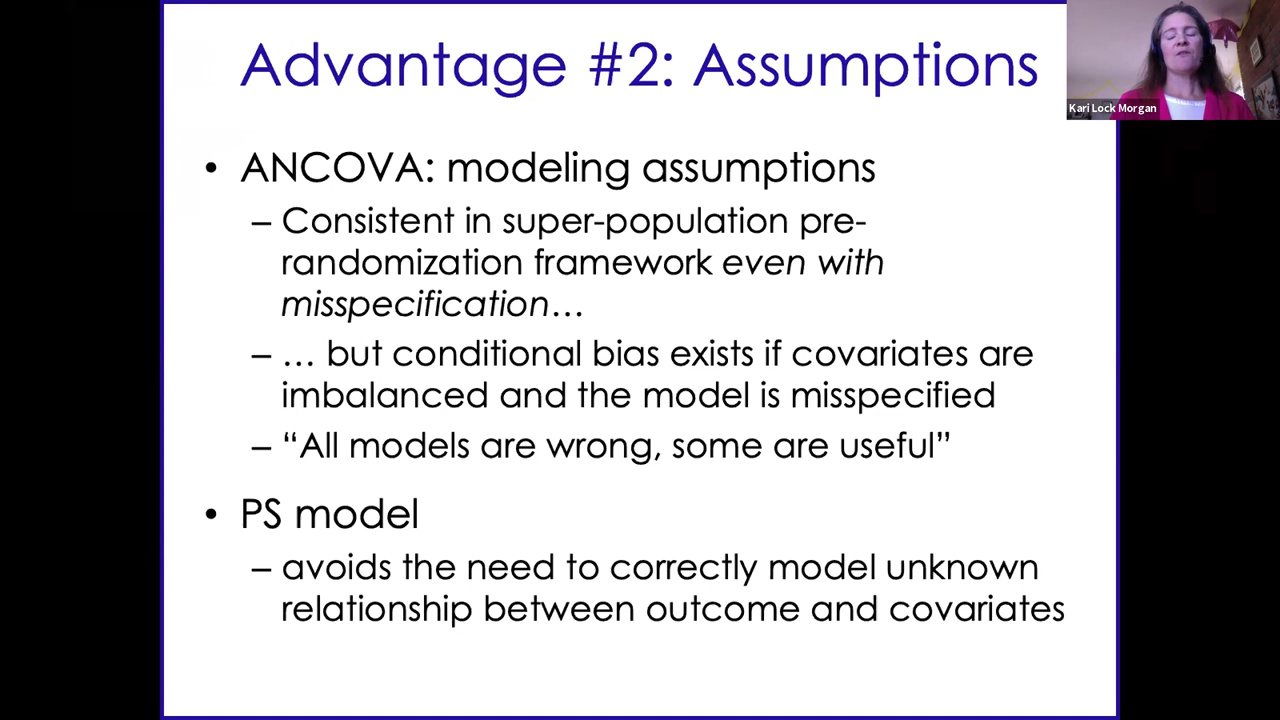 Advantage #2: Assumptions
Kari Lock Morgan
• ANCOVA: modeling assumptions
– Consistent in super-population pre-
randomization framework even with
misspecification…
– … but conditional bias exists if covariates are
imbalanced and the model is misspecified
– “All models are wrong, some are useful”
• PS model
– avoids the need to correctly model unknown
relationship between outcome and covariates